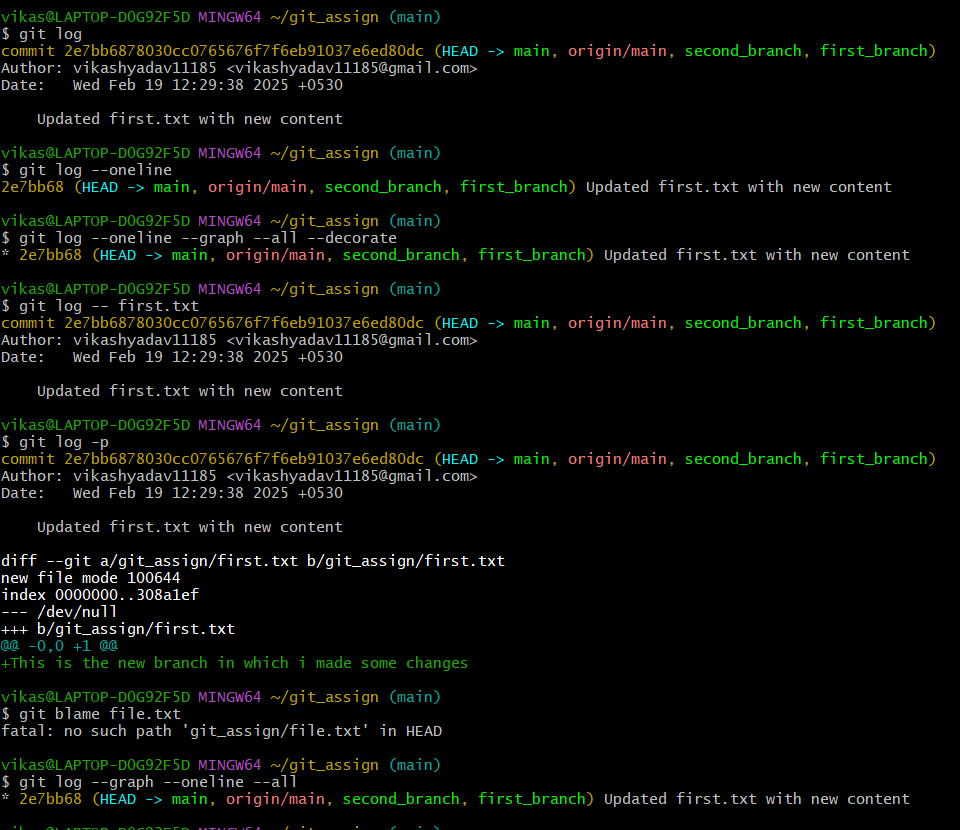 vikas@LAPTOP-DOG92F5D MINGW64 ~/git_assign (main)
$ git log
commit 2e7bb6878030cc0765676f7f6eb91037e6ed80dc (HEAD -> main, origin/main, second_branch, first_branch)
Author: vikashyadav11185 <vikashyadav11185@gmail.com>
Date:   Wed Feb 19 12:29:38 2025 +0530
    Updated first.txt with new content
vikas@LAPTOP-DOG92F5D MINGW64 ~/git_assign (main)
$ git log --oneline
2e7bb68 (HEAD -> main, origin/main, second_branch, first_branch) Updated first.txt with new content
vikas@LAPTOP-DOG92F5D MINGW64 ~/git_assign (main)
$ git log --oneline --graph --all --decorate
* 2e7bb68 (HEAD -> main, origin/main, second_branch, first_branch) Updated first.txt with new content
vikas@LAPTOP-DOG92F5D MINGW64 ~/git_assign (main)
$ git log -- first.txt
commit 2e7bb6878030cc0765676f7f6eb91037e6ed80dc (HEAD -> main, origin/main, second_branch, first_branch)
Author: vikashyadav11185 <vikashyadav11185@gmail.com>
Date:   Wed Feb 19 12:29:38 2025 +0530
    Updated first.txt with new content
vikas@LAPTOP-DOG92F5D MINGW64 ~/git_assign (main)
$ git log -p
commit 2e7bb6878030cc0765676f7f6eb91037e6ed80dc (HEAD -> main, origin/main, second_branch, first_branch)
Author: vikashyadav11185 <vikashyadav11185@gmail.com>
Date:   Wed Feb 19 12:29:38 2025 +0530
    Updated first.txt with new content
diff --git a/git_assign/first.txt b/git_assign/first.txt
new file mode 100644
index 0000000..308a1ef
--- /dev/null
+++ b/git_assign/first.txt
@@ -0,0 +1 @@
+This is the new branch in which i made some changes
vikas@LAPTOP-DOG92F5D MINGW64 ~/git_assign (main)
$ git blame file.txt
fatal: no such path 'git_assign/file.txt' in HEAD
vikas@LAPTOP-DOG92F5D MINGW64 ~/git_assign (main)
$ git log --graph --oneline --all
* 2e7bb68 (HEAD -> main, origin/main, second_branch, first_branch) Updated first.txt with new content